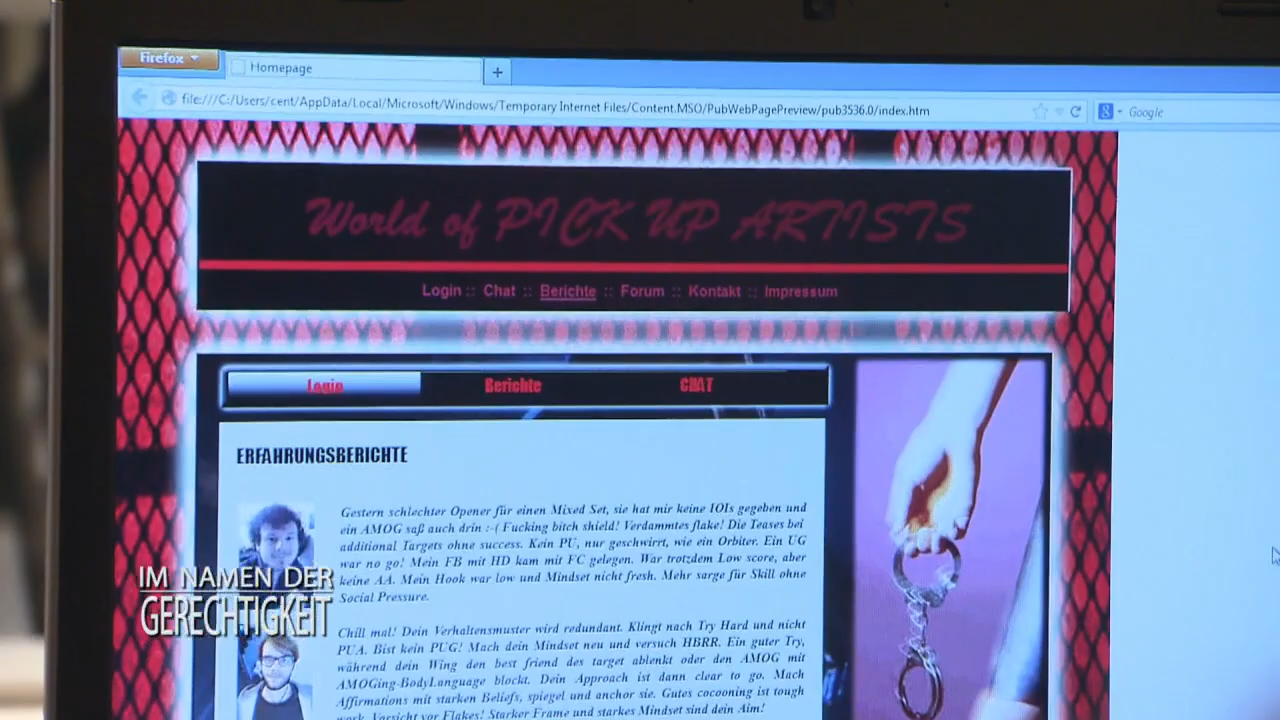 Firefox
Homepage
+
file:///C:/Users/cent/AppData/Local/Microsoft/Windows/Temporary Internet Files/Content.MSO/PubWebPagePreview/pub3536.0/index.htm
Google
World of PICK UP ARTISTS
Login :: Chat :: Berichte :: Forum :: Kontakt :: Impressum
Login Berichte CHAT
ERFAHRUNGSBERICHTE
Gestern schlechter Opener für einen Mixed Set, sie hat mir keine IOIs gegeben und
ein AMOG saß auch drin :-( Fucking bitch shield! Verdammtes flake! Die Teases bei
additional Targets ohne success. Kein PU, nur geschwirrt, wie ein Orbiter. Ein UG
war no go! Mein FB mit HD kam mit FC gelegen. War trotzdem Low score, aber
keine AA. Mein Hook war low und Mindset nicht fresh. Mehr sarge für Skill ohne
Social Pressure.
Chill mal! Dein Verhaltensmuster wird redundant. Klingt nach Try Hard und nicht
PUA. Bist kein PUG! Mach dein Mindset neu und versuch HBRR. Ein guter Try,
während dein Wing den best friend des target ablenkt oder den AMOG mit
AMOGing-BodyLanguage blockt. Dein Approach ist dann clear to go. Mach
Affirmations mit starken Beliefs, spiegel und anchor sie. Gutes cocooning ist tough
work. Vorsicht vor Flakes! Starker Frame und starkes Mindset sind dein Aim!
IM NAMEN DER
GERECHTIGKEIT